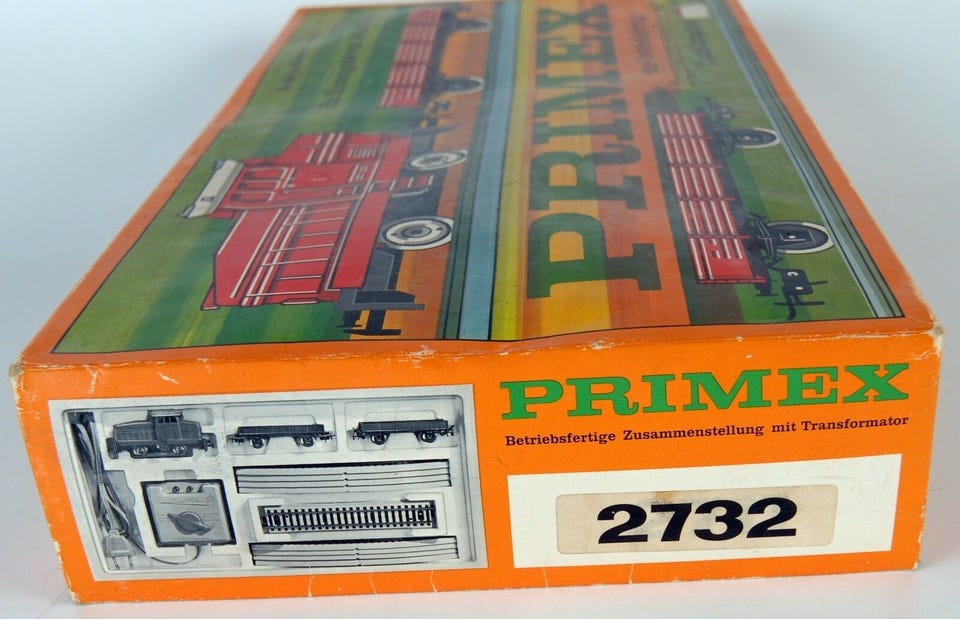 PRIMEX
PRIMEX
Betriebsfertige Zusammenstellung mit Transformator
2732